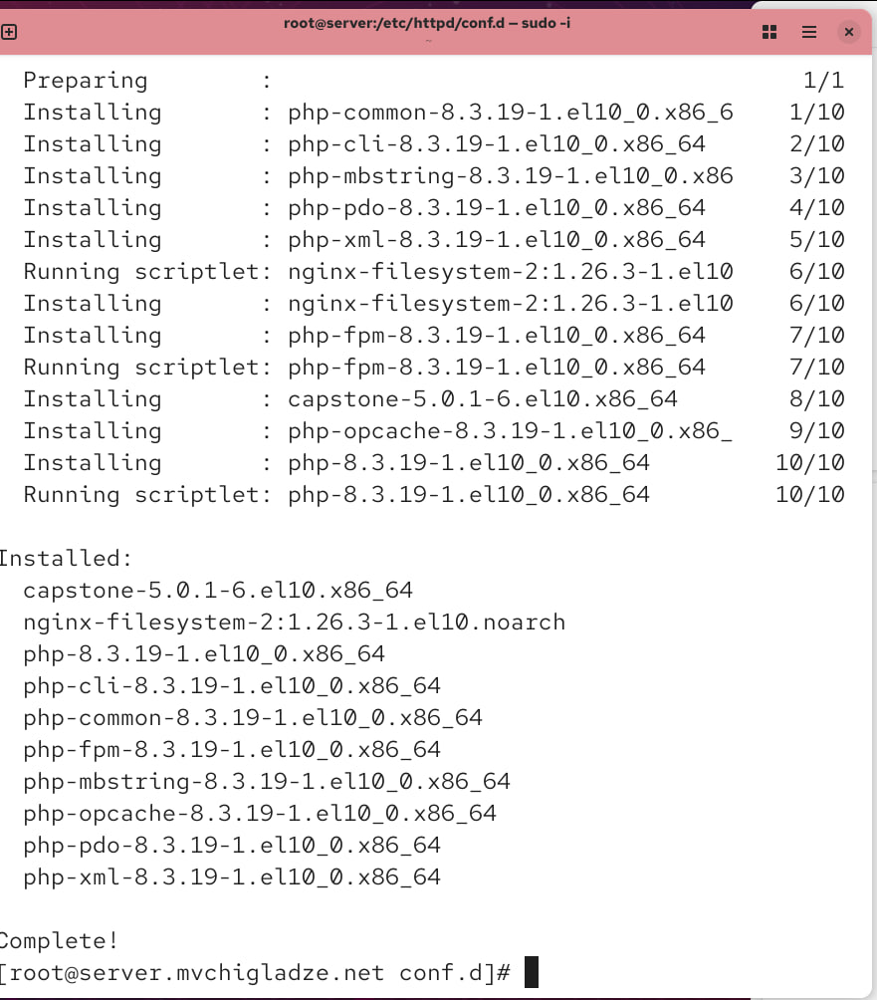 root@server:/etc/httpd/conf.d — sudo -i
~
Preparing : 1/1
Installing : php-common-8.3.19-1.el10_0.x86_6 1/10
Installing : php-cli-8.3.19-1.el10_0.x86_64 2/10
Installing : php-mbstring-8.3.19-1.el10_0.x86 3/10
Installing : php-pdo-8.3.19-1.el10_0.x86_64 4/10
Installing : php-xml-8.3.19-1.el10_0.x86_64 5/10
Running scriptlet: nginx-filesystem-2:1.26.3-1.el10 6/10
Installing : nginx-filesystem-2:1.26.3-1.el10 6/10
Installing : php-fpm-8.3.19-1.el10_0.x86_64 7/10
Running scriptlet: php-fpm-8.3.19-1.el10_0.x86_64 7/10
Installing : capstone-5.0.1-6.el10.x86_64 8/10
Installing : php-opcache-8.3.19-1.el10_0.x86_ 9/10
Installing : php-8.3.19-1.el10_0.x86_64 10/10
Running scriptlet: php-8.3.19-1.el10_0.x86_64 10/10
Installed:
capstone-5.0.1-6.el10.x86_64
nginx-filesystem-2:1.26.3-1.el10.noarch
php-8.3.19-1.el10_0.x86_64
php-cli-8.3.19-1.el10_0.x86_64
php-common-8.3.19-1.el10_0.x86_64
php-fpm-8.3.19-1.el10_0.x86_64
php-mbstring-8.3.19-1.el10_0.x86_64
php-opcache-8.3.19-1.el10_0.x86_64
php-pdo-8.3.19-1.el10_0.x86_64
php-xml-8.3.19-1.el10_0.x86_64
Complete!
[root@server.mvchigladze.net conf.d]#